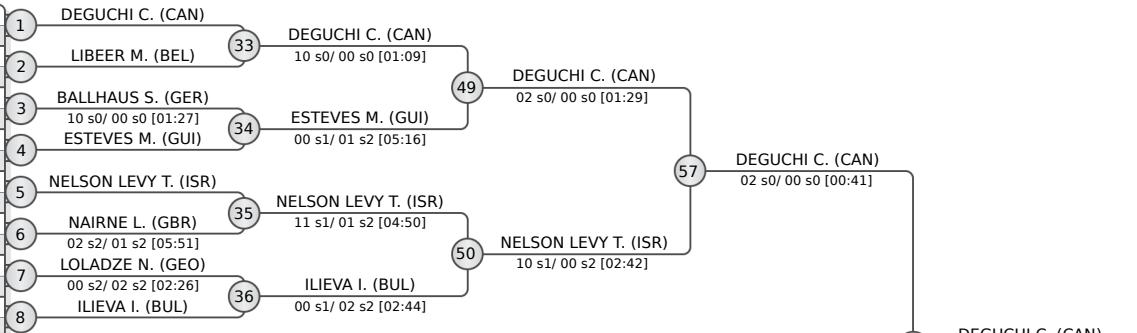 1
DEGUCHI C. (CAN)
2
LIBEER M. (BEL)
33
DEGUCHI C. (CAN)
10 s0/ 00 s0 [01:09]
3
BALLHAUS S. (GER)
10 s0/ 00 s0 [01:27]
4
ESTEVES M. (GUI)
34
ESTEVES M. (GUI)
00 s1/ 01 s2 [05:16]
49
DEGUCHI C. (CAN)
02 s0/ 00 s0 [01:29]
5
NELSON LEVY T. (ISR)
6
NAIRNE L. (GBR)
02 s2/ 01 s2 [05:51]
35
NELSON LEVY T. (ISR)
11 s1/ 01 s2 [04:50]
7
LOLADZE N. (GEO)
00 s2/ 02 s2 [02:26]
8
ILIEVA I. (BUL)
36
ILIEVA I. (BUL)
00 s1/ 02 s2 [02:44]
50
NELSON LEVY T. (ISR)
10 s1/ 00 s2 [02:42]
57
DEGUCHI C. (CAN)
02 s0/ 00 s0 [00:41]
DEGUCHI C. (CAN)